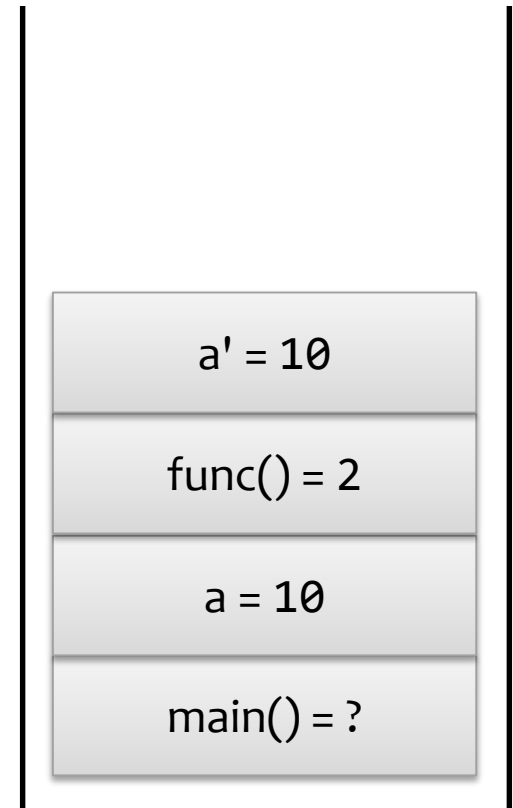 a' = 10
func() = 2
a = 10
main() = ?